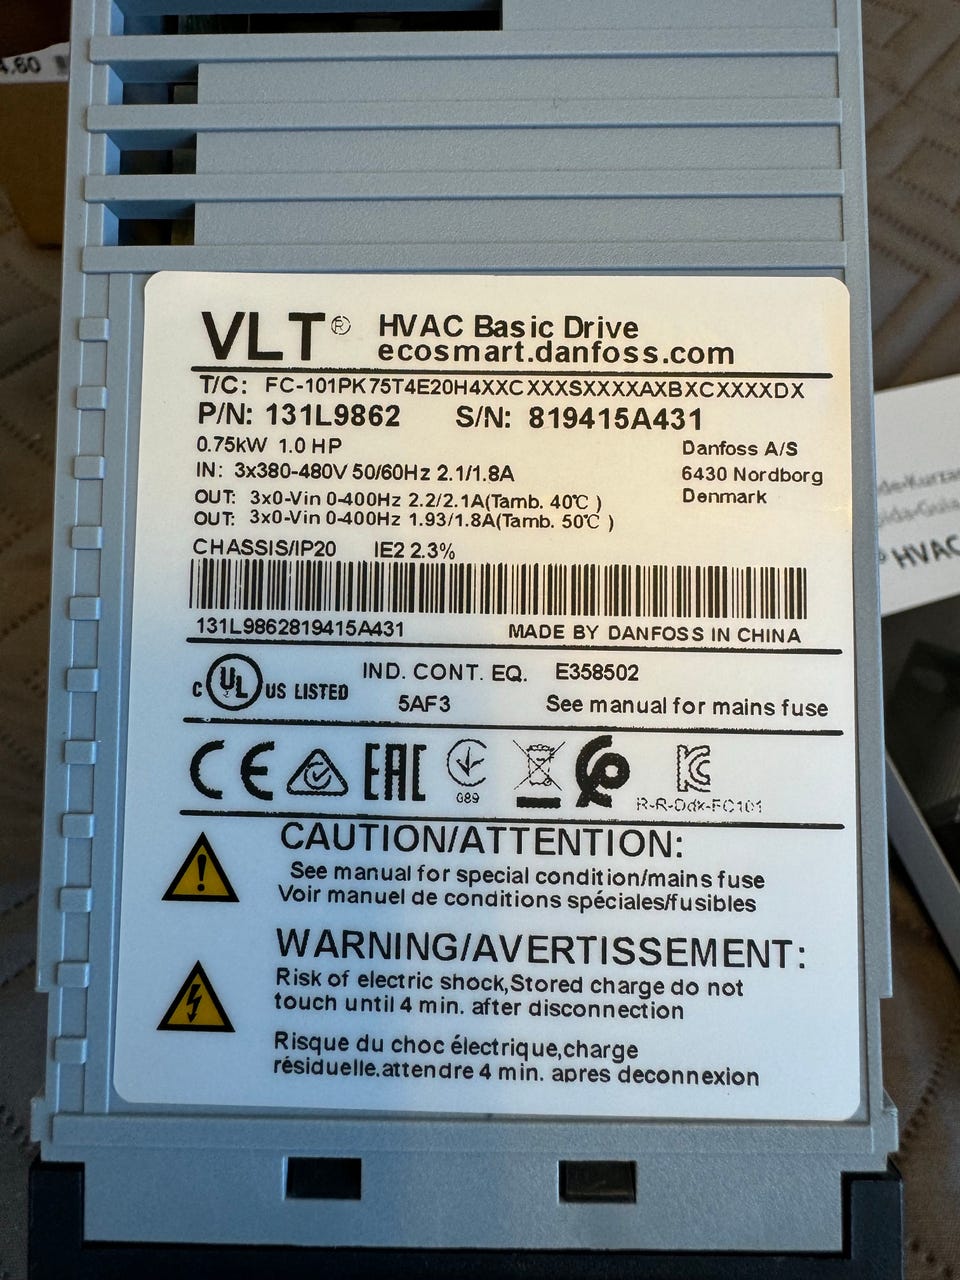 4.60
VLT® HVAC Basic Drive
ecosmart.danfoss.com
T/C: FC-101PK75T4E20H4XXCXXXSXXXXAXBXCXXXXDX
P/N: 131L9862 S/N: 819415A431
0.75kW 1.0 HP Danfoss A/S
IN: 3x380-480V 50/60Hz 2.1/1.8A 6430 Nordborg
OUT: 3x0-Vin 0-400Hz 2.2/2.1A(Tamb. 40℃ ) Denmark
OUT: 3x0-Vin 0-400Hz 1.93/1.8A(Tamb. 50℃ )
CHASSIS/IP20 IE2 2.3%
131L9862819415A431 MADE BY DANFOSS IN CHINA
c UL US LISTED IND. CONT. EQ. E358502
5AF3 See manual for mains fuse
CE EAC 089 KC
R-R-Ddx-FC101
CAUTION/ATTENTION:
See manual for special condition/mains fuse
Voir manuel de conditions spéciales/fusibles
WARNING/AVERTISSEMENT:
Risk of electric shock,Stored charge do not
touch until 4 min. after disconnection
Risque du choc électrique,charge
résiduelle.attendre 4 min. apres deconnexion
HVAC